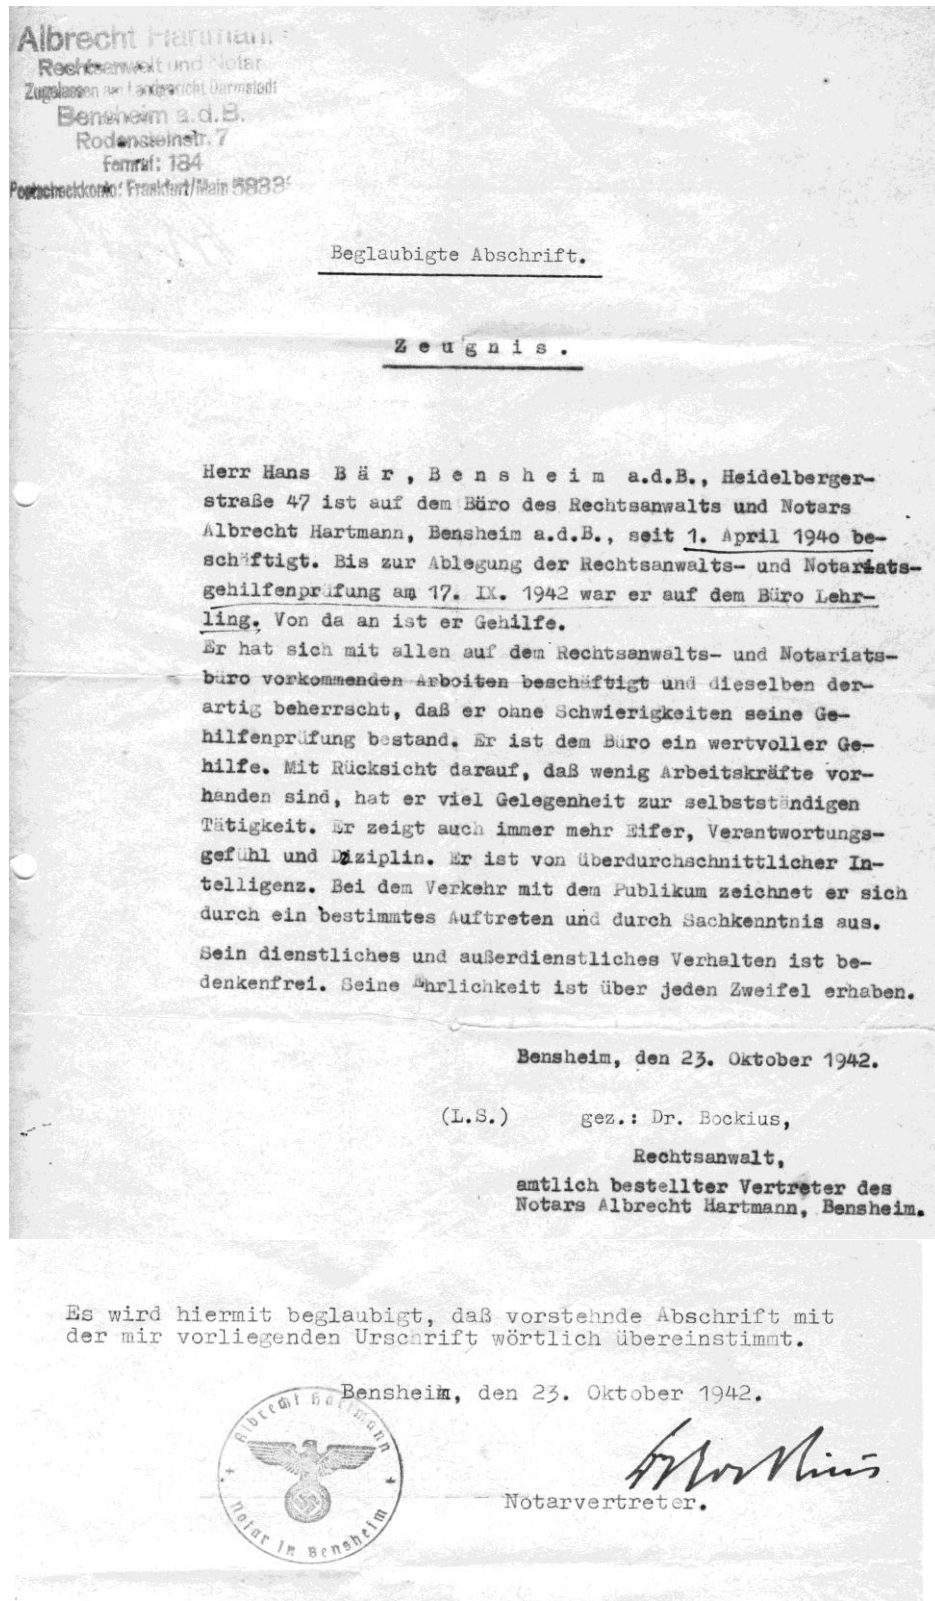 Albrecht Hartmann
Rechtsanwalt und Notar
Zugelassen am Landgericht Darmstadt
Bensheim a.d.B.
Rodensteinstr. 7
Fernruf: 184
Postscheckkonto: Frankfurt/Main
Beglaubigte Abschrift.
Zeugnis.
Herr Hans Bär, Bensheim a.d.B., Heidelberger-
straße 47 ist auf dem Büro des Rechtsanwalts und Notars
Albrecht Hartmann, Bensheim a.d.B., seit 1. April 1940 be-
schäftigt. Bis zur Ablegung der Rechtsanwalts- und Notariats-
gehilfenprüfung am 17. IX. 1942 war er auf dem Büro Lehr-
ling. Von da an ist er Gehilfe.
Er hat sich mit allen auf dem Rechtsanwalts- und Notariats-
büro vorkommenden Arbeiten beschäftigt und dieselben der-
artig beherrscht, daß er ohne Schwierigkeiten seine Ge-
hilfenprüfung bestand. Er ist dem Büro ein wertvoller Ge-
hilfe. Mit Rücksicht darauf, daß wenig Arbeitskräfte vor-
handen sind, hat er viel Gelegenheit zur selbstständigen
Tätigkeit. Er zeigt auch immer mehr Eifer, Verantwortungs-
gefühl und Diziplin. Er ist von überdurchschnittlicher In-
telligenz. Bei dem Verkehr mit dem Publikum zeichnet er sich
durch ein bestimmtes Auftreten und durch Sachkenntnis aus.
Sein dienstliches und außerdienstliches Verhalten ist be-
denkenfrei. Seine Ehrlichkeit ist über jeden Zweifel erhaben.
Bensheim, den 23. Oktober 1942.
(L.S.) gez.: Dr. Bockius,
Rechtsanwalt,
amtlich bestellter Vertreter des
Notars Albrecht Hartmann, Bensheim.
Es wird hiermit beglaubigt, daß vorstehnde Abschrift mit
der mir vorliegenden Urschrift wörtlich übereinstimmt.
Bensheim, den 23. Oktober 1942.
Albrecht Hartmann
Notar in Bensheim
Dr Bockius
Notarvertreter.